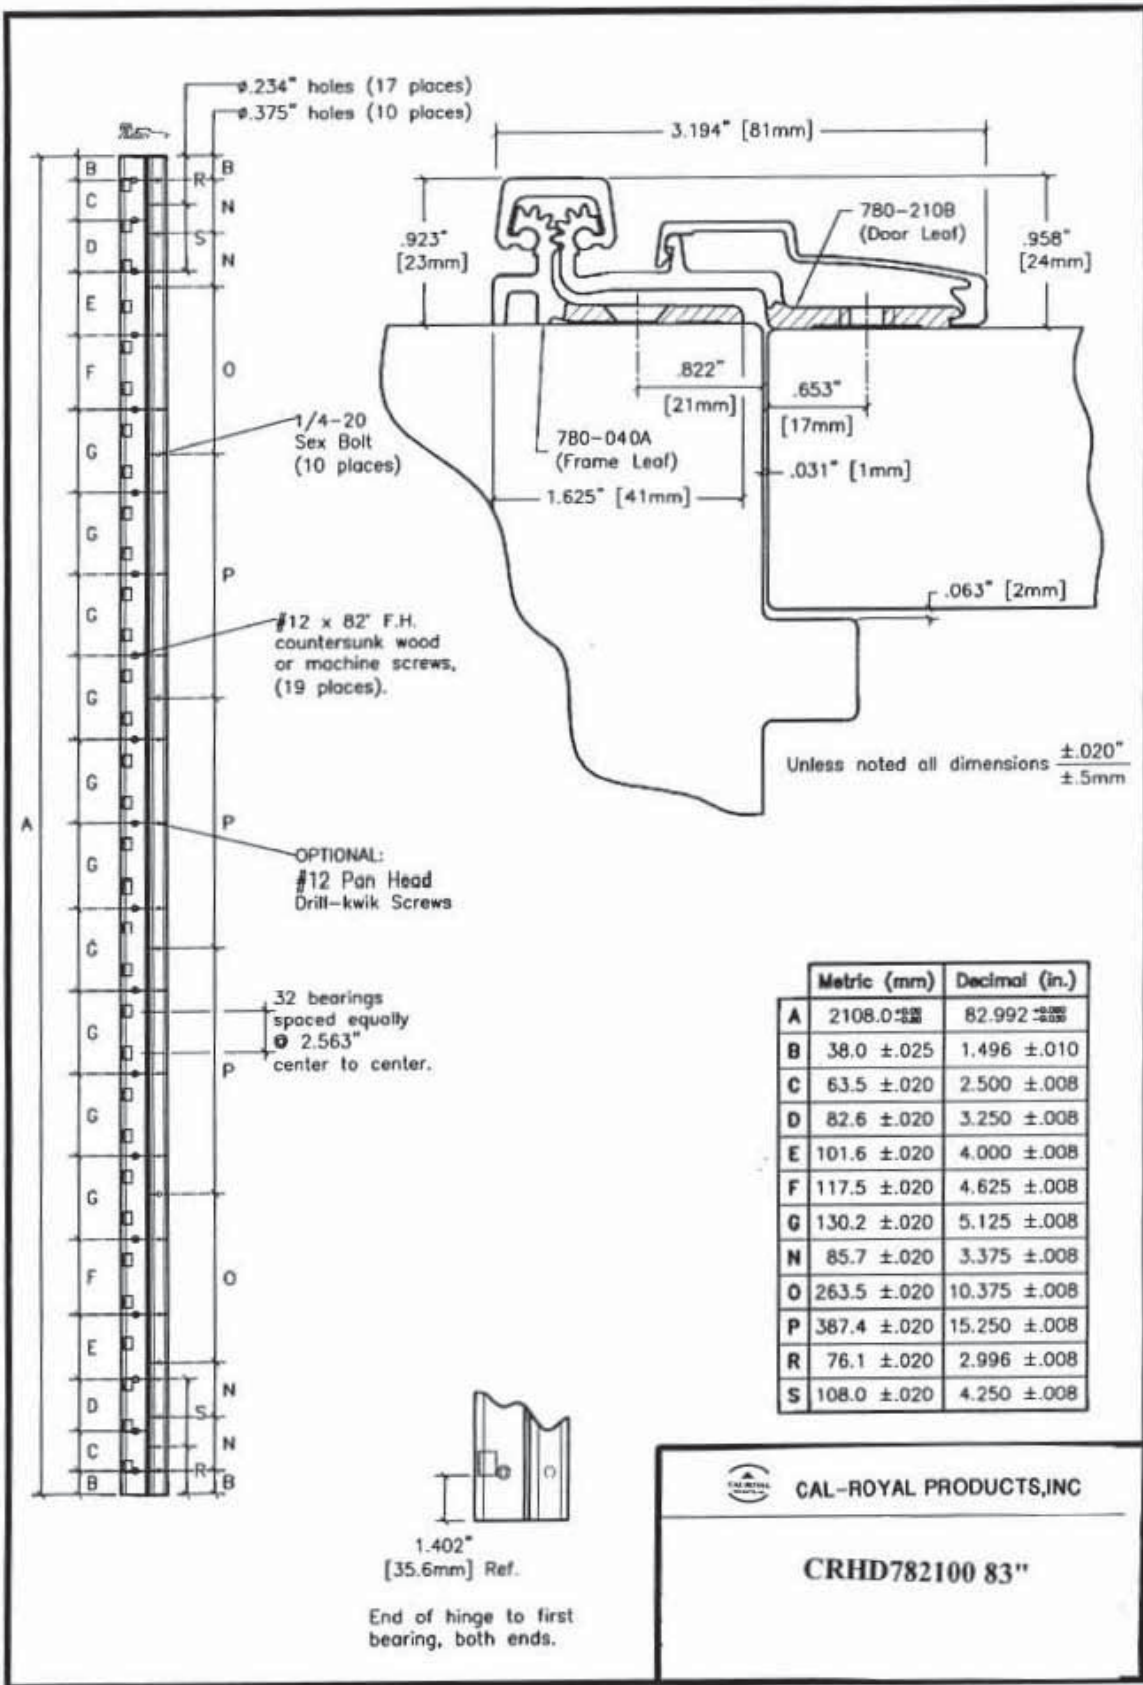 ø.234" holes (17 places)
ø.375" holes (10 places)
B
C
D
E
F
G
G
G
G
G
G
G
G
G
G
F
E
D
C
B
A
R
S
S
R
B
N
N
O
P
P
P
O
N
N
B
1/4-20
Sex Bolt
(10 places)
#12 x 82" F.H.
countersunk wood
or machine screws,
(19 places).
OPTIONAL:
#12 Pan Head
Drill-kwik Screws
32 bearings
spaced equally
@ 2.563"
center to center.
3.194" [81mm]
.923"
[23mm]
780-210B
(Door Leaf)
.958"
[24mm]
.822"
[21mm]
.653"
[17mm]
780-040A
(Frame Leaf)
.031" [1mm]
1.625" [41mm]
.063" [2mm]
Unless noted all dimensions ±.020"
±.5mm
Metric (mm) Decimal (in.)
A 2108.0 82.992
B 38.0 ±.025 1.496 ±.010
C 63.5 ±.020 2.500 ±.008
D 82.6 ±.020 3.250 ±.008
E 101.6 ±.020 4.000 ±.008
F 117.5 ±.020 4.625 ±.008
G 130.2 ±.020 5.125 ±.008
N 85.7 ±.020 3.375 ±.008
O 263.5 ±.020 10.375 ±.008
P 387.4 ±.020 15.250 ±.008
R 76.1 ±.020 2.996 ±.008
S 108.0 ±.020 4.250 ±.008
1.402"
[35.6mm] Ref.
End of hinge to first
bearing, both ends.
CAL-ROYAL
CAL-ROYAL PRODUCTS,INC
CRHD782100 83"